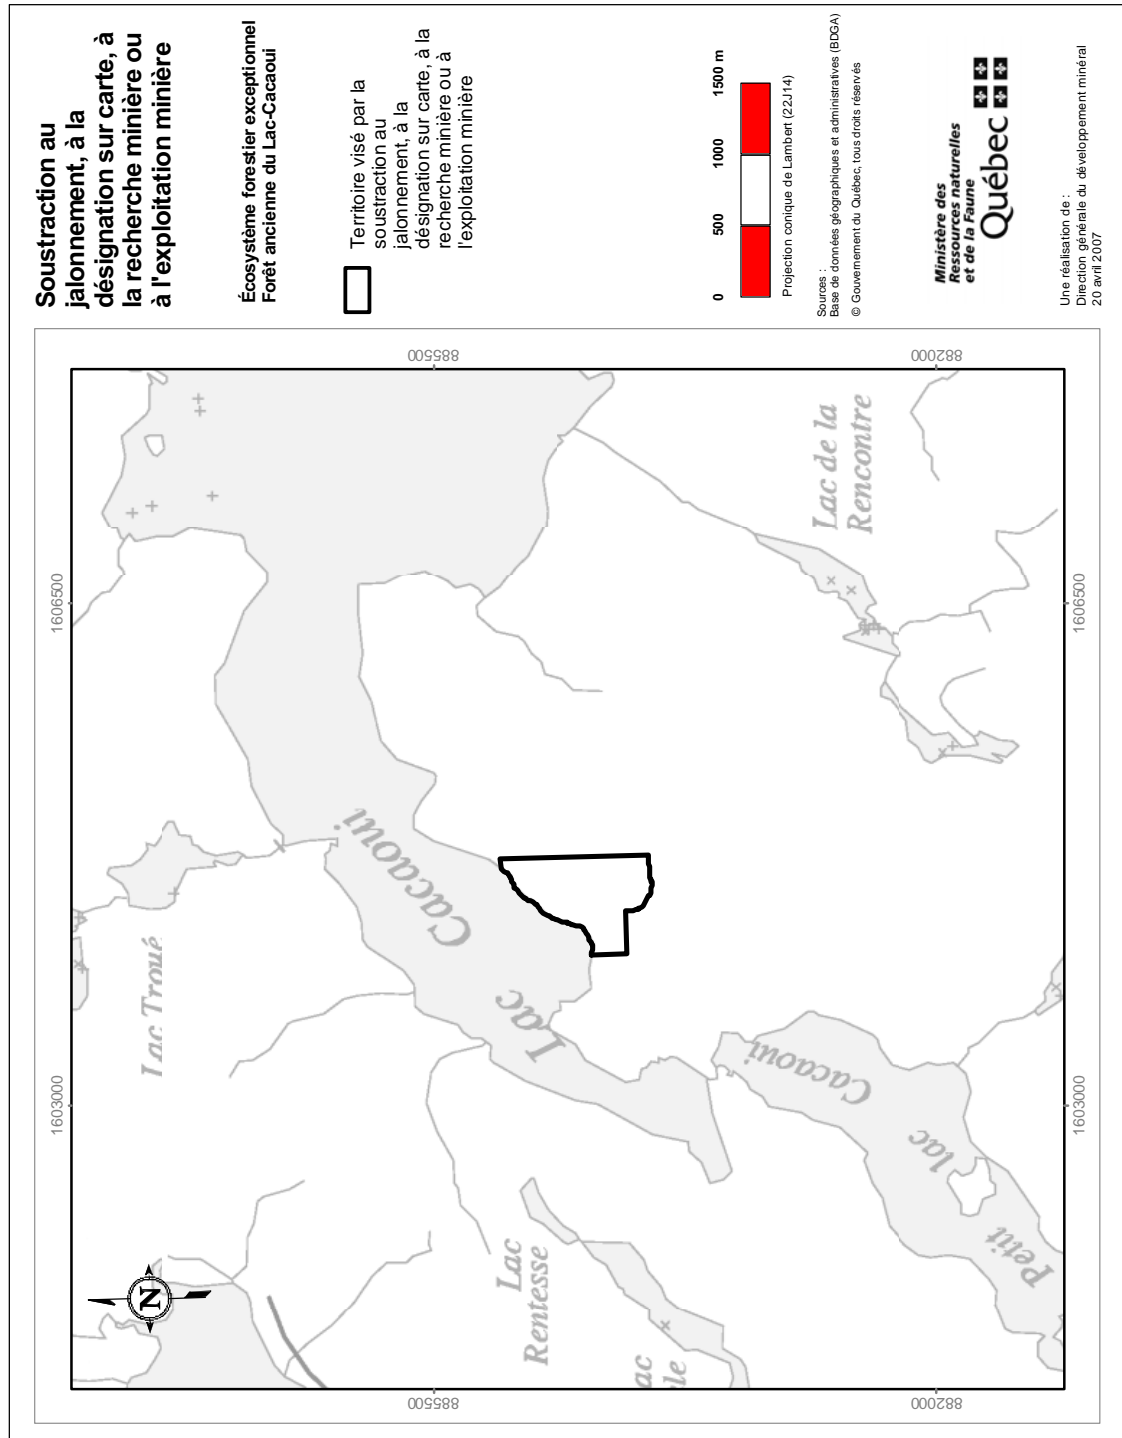 Soustraction au
jalonnement, à la
désignation sur carte, à
la recherche minière ou
à l'exploitation minière
Écosystème forestier exceptionnel
Forêt ancienne du Lac-Cacaoui
Territoire visé par la
soustraction au
jalonnement, à la
désignation sur carte, à la
recherche minière ou à
l'exploitation minière
0 500 1000 1500 m
Projection conique de Lambert (22J14)
Sources :
Base de données géographiques et administratives (BDGA)
© Gouvernement du Québec, tous droits réservés
Ministère des
Ressources naturelles
et de la Faune
Québec
Une réalisation de :
Direction générale du développement minéral
20 avril 2007
1603000
1606500
885500
882000
885500
882000
1603000
1606500
N
Lac Troué
Lac Cacaoui
Lac
Rentesse
Petit lac Cacaoui
Lac de la
Rencontre
ac
le